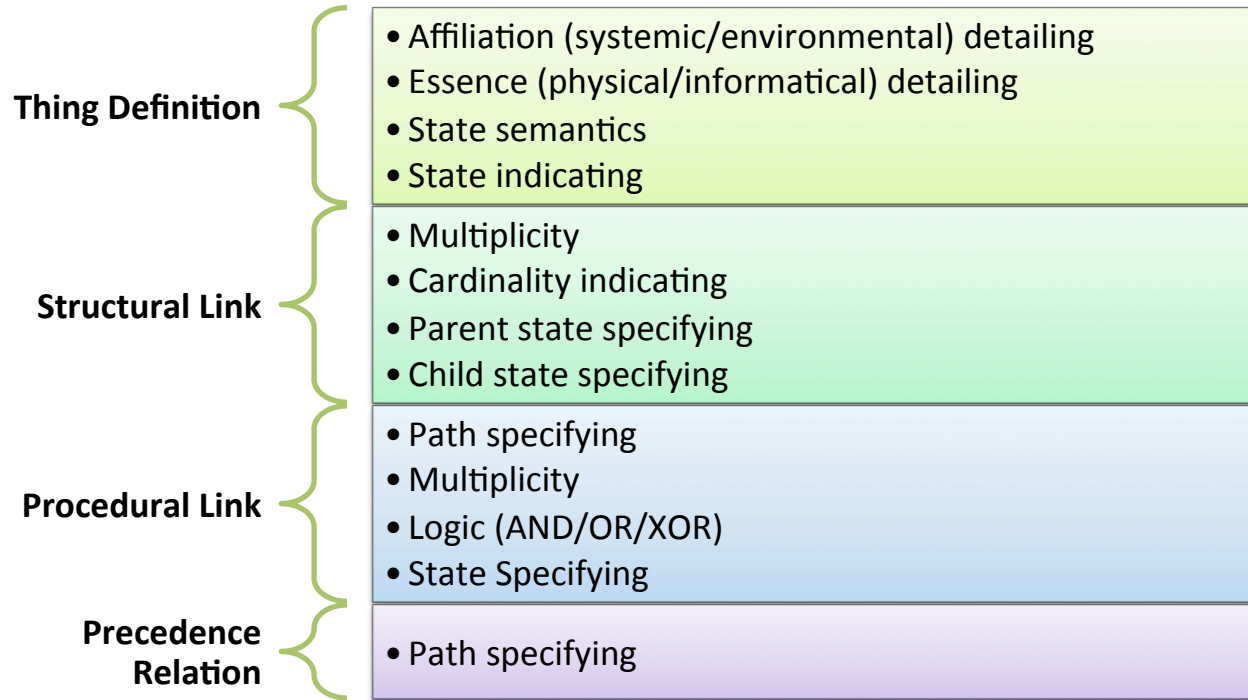 Thing Definition
• Affiliation (systemic/environmental) detailing
• Essence (physical/informatical) detailing
• State semantics
• State indicating
Structural Link
• Multiplicity
• Cardinality indicating
• Parent state specifying
• Child state specifying
Procedural Link
• Path specifying
• Multiplicity
• Logic (AND/OR/XOR)
• State Specifying
Precedence
Relation
• Path specifying